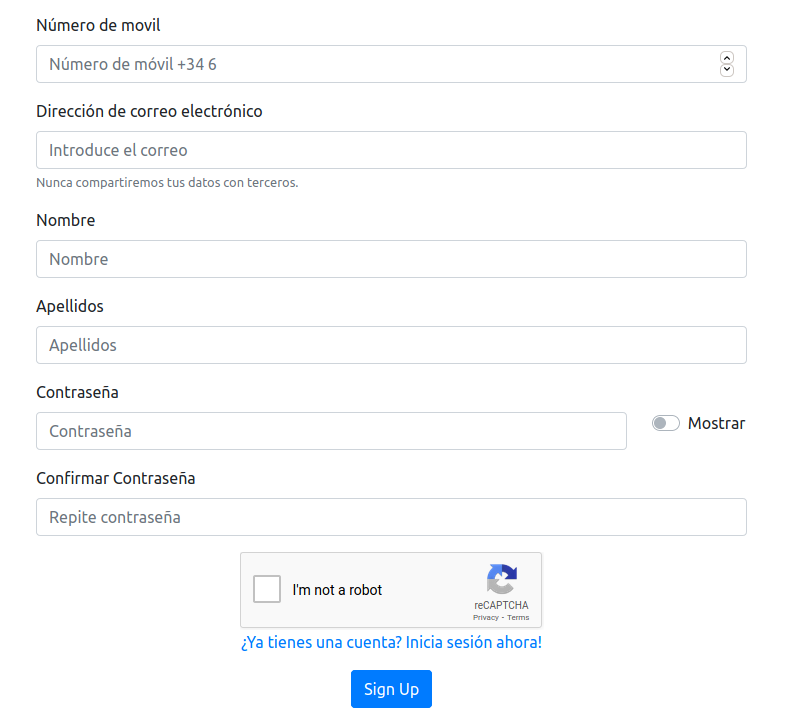 Número de movil
Número de móvil +34 6
Dirección de correo electrónico
Introduce el correo
Nunca compartiremos tus datos con terceros.
Nombre
Nombre
Apellidos
Apellidos
Contraseña
Contraseña
Mostrar
Confirmar Contraseña
Repite contraseña
I'm not a robot
reCAPTCHA
Privacy - Terms
¿Ya tienes una cuenta? Inicia sesión ahora!
Sign Up